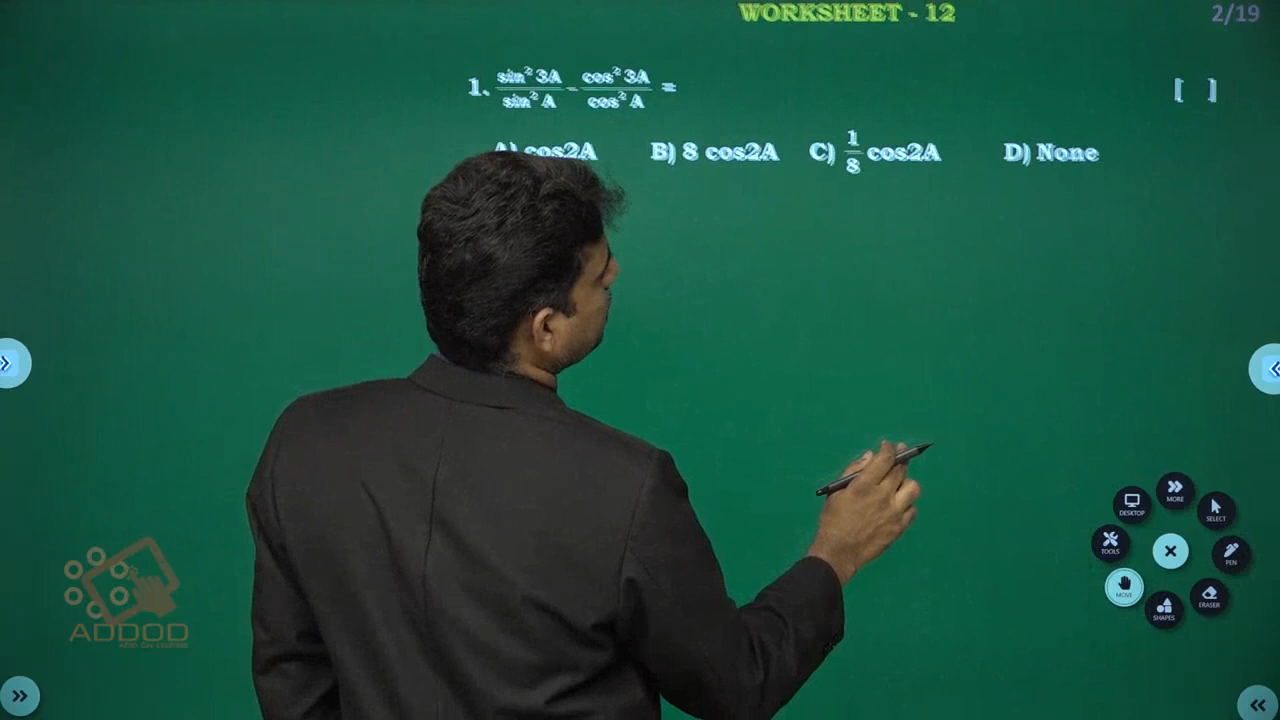 WORKSHEET - 12
2/19
1. sin² 3A / sin² A - cos² 3A / cos² A = [ ]
A) cos2A B) 8 cos2A C) 1/8 cos2A D) None
MORE
DESKTOP
SELECT
TOOLS
PEN
MOVE
ERASER
SHAPES
ADDOD